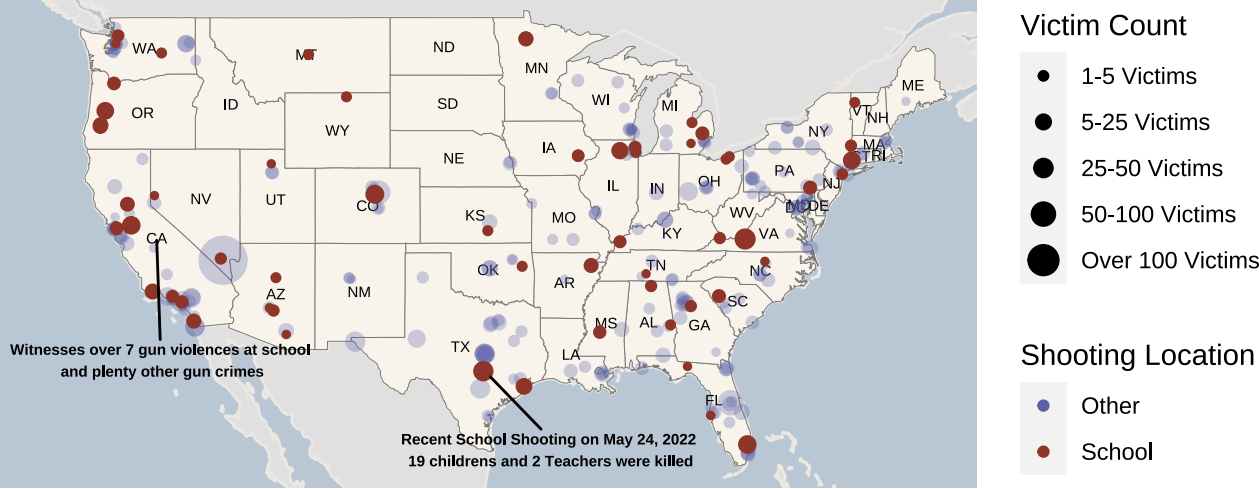 WA
MT
ND
MN
ME
OR
ID
SD
WI
MI
VT
NH
WY
NY
MA
NE
IA
CT
RI
PA
NV
UT
IL
IN
OH
NJ
CO
MD
DE
KS
MO
WV
CA
KY
VA
AZ
NM
OK
AR
TN
NC
MS
AL
GA
SC
TX
LA
FL
Witnesses over 7 gun violences at school
and plenty other gun crimes
Recent School Shooting on May 24, 2022
19 childrens and 2 Teachers were killed
Victim Count
1-5 Victims
5-25 Victims
25-50 Victims
50-100 Victims
Over 100 Victims
Shooting Location
Other
School